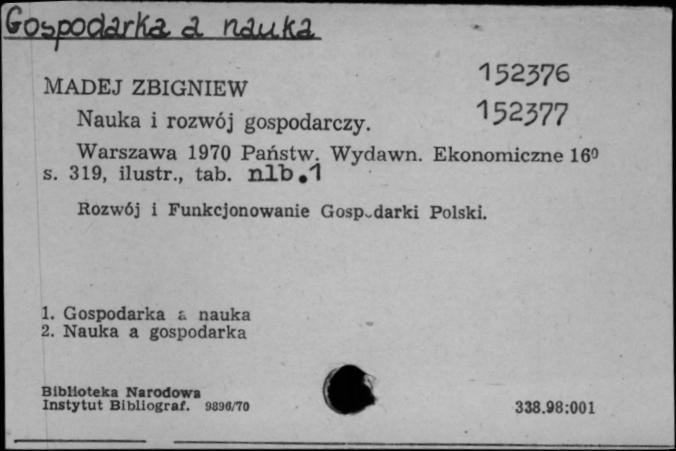 Gospodarka a nauka
152376
MADEJ ZBIGNIEW
152377
Nauka i rozwój gospodarczy.
Warszawa 1970 Państw. Wydawn. Ekonomiczne 16⁰
s. 319, ilustr., tab. nlb.1
Rozwój i Funkcjonowanie Gospodarki Polski.
1. Gospodarka a nauka
2. Nauka a gospodarka
Biblioteka Narodowa
Instytut Bibliograf. 9896/70
338.98:001